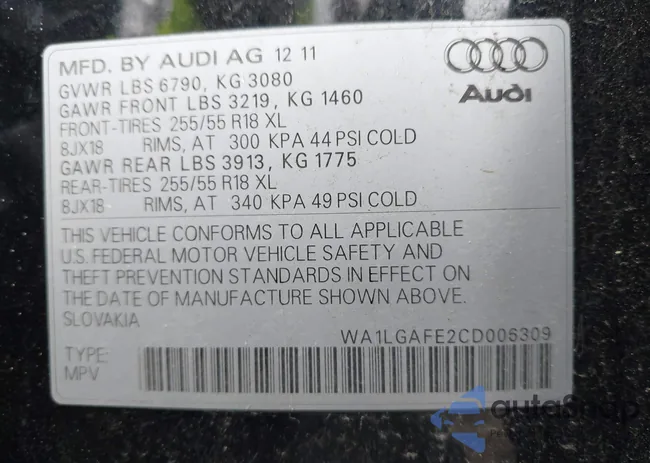 MFD. BY AUDI AG 12 11
GVWR LBS 6790, KG 3080
GAWR FRONT LBS 3219, KG 1460
FRONT-TIRES 255/55 R18 XL
8JX18 RIMS, AT 300 KPA 44 PSI COLD
GAWR REAR LBS 3913, KG 1775
REAR-TIRES 255/55 R18 XL
8JX18 RIMS, AT 340 KPA 49 PSI COLD
Audi
THIS VEHICLE CONFORMS TO ALL APPLICABLE
U.S. FEDERAL MOTOR VEHICLE SAFETY AND
THEFT PREVENTION STANDARDS IN EFFECT ON
THE DATE OF MANUFACTURE SHOWN ABOVE.
SLOVAKIA
WA1LGAFE2CD006309
TYPE:
MPV